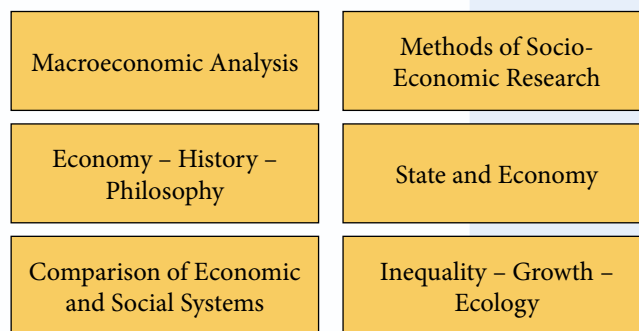 Macroeconomic Analysis
Methods of Socio-
Economic Research
Economy – History –
Philosophy
State and Economy
Comparison of Economic
and Social Systems
Inequality – Growth –
Ecology